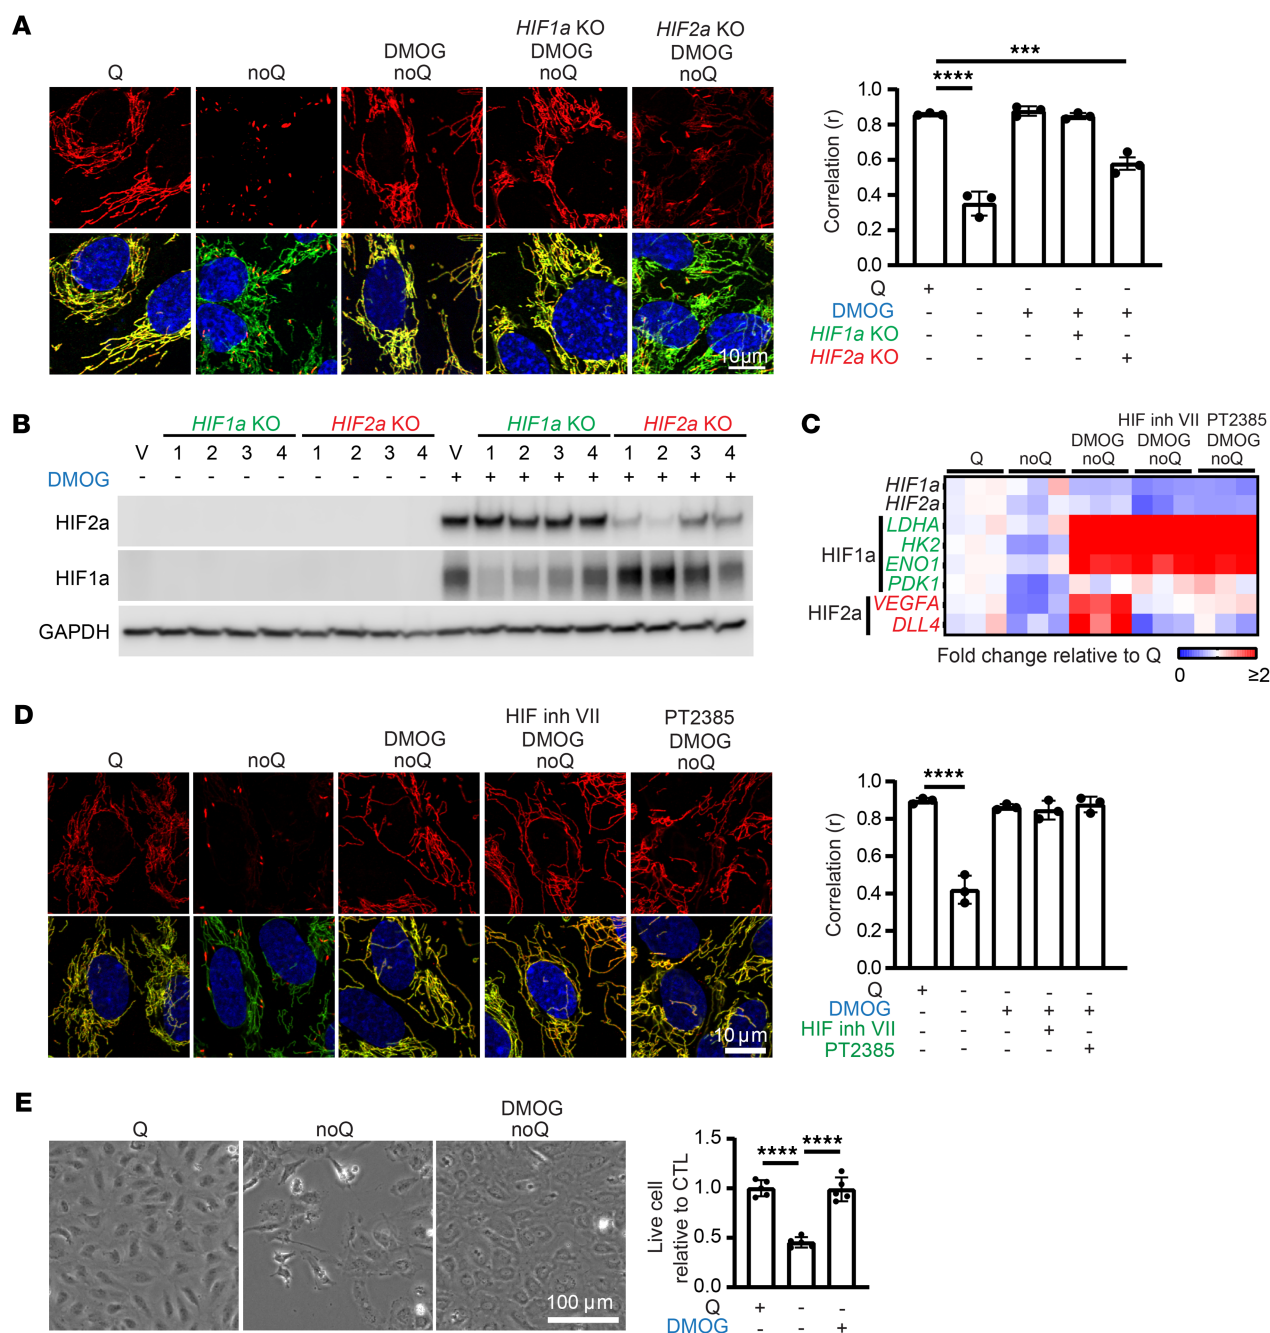 A
Q
noQ
DMOG
noQ
HIF1a KO
DMOG
noQ
HIF2a KO
DMOG
noQ
10µm
*** 
****
Correlation (r)
1.0
0.8
0.6
0.4
0.2
0.0
Q + - - - -
DMOG - - + + +
HIF1a KO - - - + -
HIF2a KO - - - - +
B
HIF1a KO HIF2a KO HIF1a KO HIF2a KO
V 1 2 3 4 1 2 3 4 V 1 2 3 4 1 2 3 4
DMOG - - - - - - - - - + + + + + + + + +
HIF2a
HIF1a
GAPDH
C
Q
noQ
DMOG
noQ
HIF inh VII
DMOG
noQ
PT2385
DMOG
noQ
HIF1a
HIF2a
HIF1a
LDHA
HK2
ENO1
PDK1
HIF2a
VEGFA
DLL4
Fold change relative to Q
0 ≥2
D
Q
noQ
DMOG
noQ
HIF inh VII
DMOG
noQ
PT2385
DMOG
noQ
10 µm
****
Correlation (r)
1.0
0.8
0.6
0.4
0.2
0.0
Q + - - - -
DMOG - - + + +
HIF inh VII - - - + -
PT2385 - - - - +
E
Q
noQ
DMOG
noQ
100 µm
**** ****
Live cell
relative to CTL
1.5
1.0
0.5
0.0
Q + - -
DMOG - - +